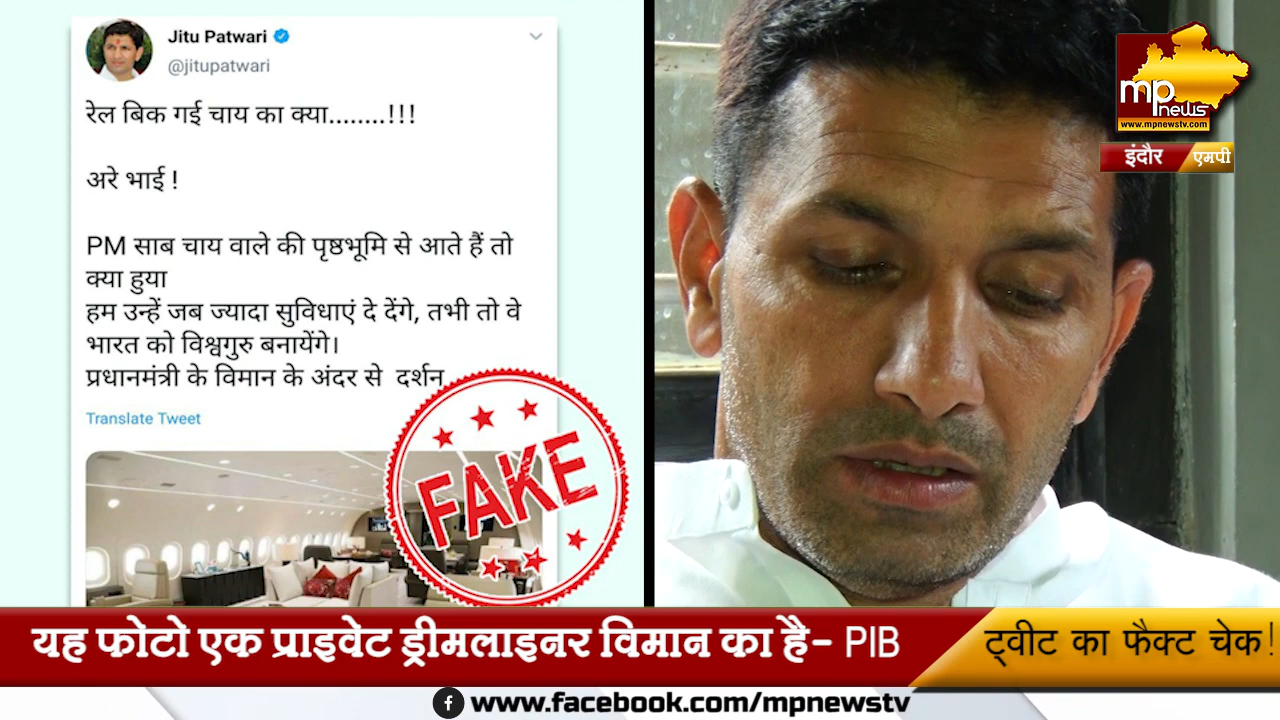 Jitu Patwari
@jitupatwari
रेल बिक गई चाय का क्या........!!!
अरे भाई !
PM साब चाय वाले की पृष्ठभूमि से आते हैं तो
क्या हुया
हम उन्हें जब ज्यादा सुविधाएं दे देंगे, तभी तो वे
भारत को विश्वगुरु बनायेंगे।
प्रधानमंत्री के विमान के अंदर से दर्शन
Translate Tweet
FAKE
mp
news
www.mpnewstv.com
इंदौर एमपी
यह फोटो एक प्राइवेट ड्रीमलाइनर विमान का है- PIB
ट्वीट का फैक्ट चेक!
www.facebook.com/mpnewstv